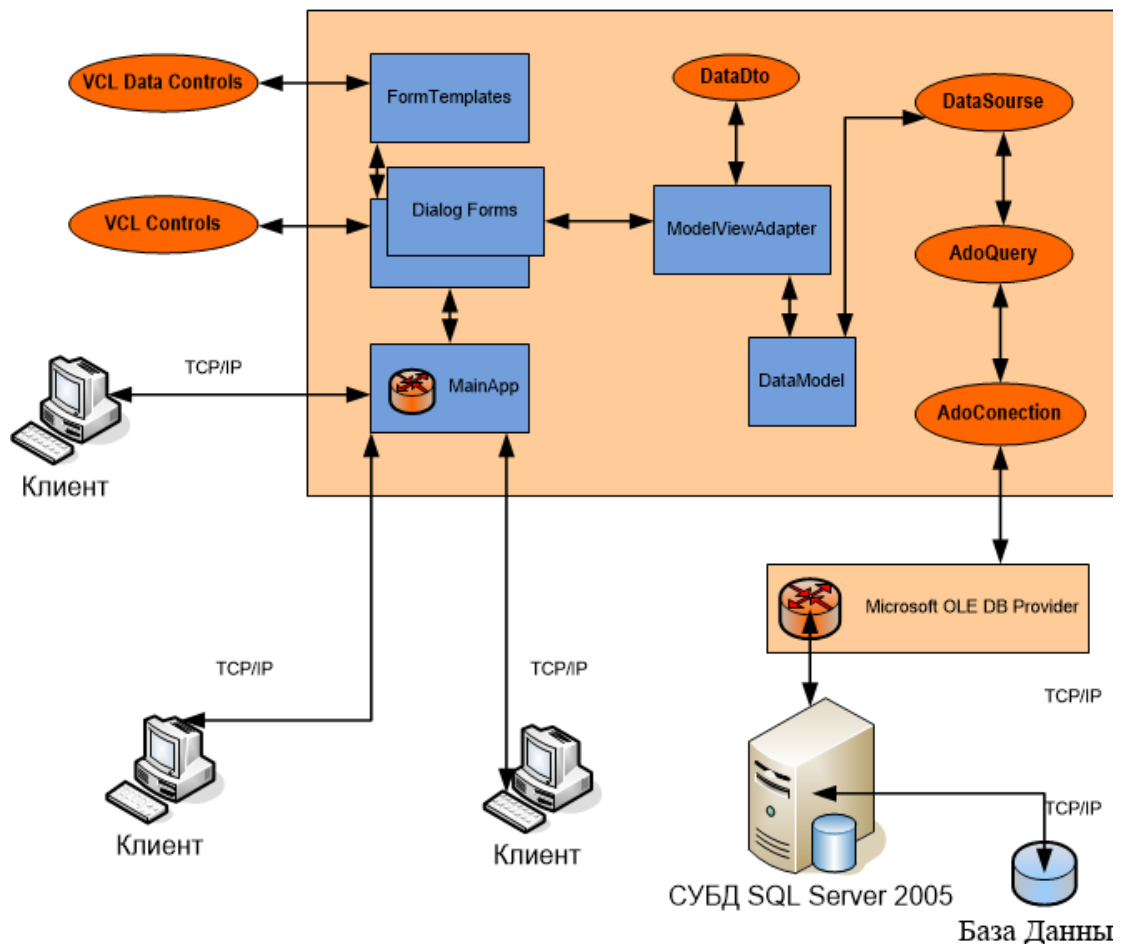 VCL Data Controls
FormTemplates
DataDto
DataSourse
VCL Controls
Dialog Forms
ModelViewAdapter
AdoQuery
TCP/IP
MainApp
DataModel
AdoConection
Клиент
Microsoft OLE DB Provider
TCP/IP
TCP/IP
TCP/IP
TCP/IP
Клиент
Клиент
СУБД SQL Server 2005
База Данны